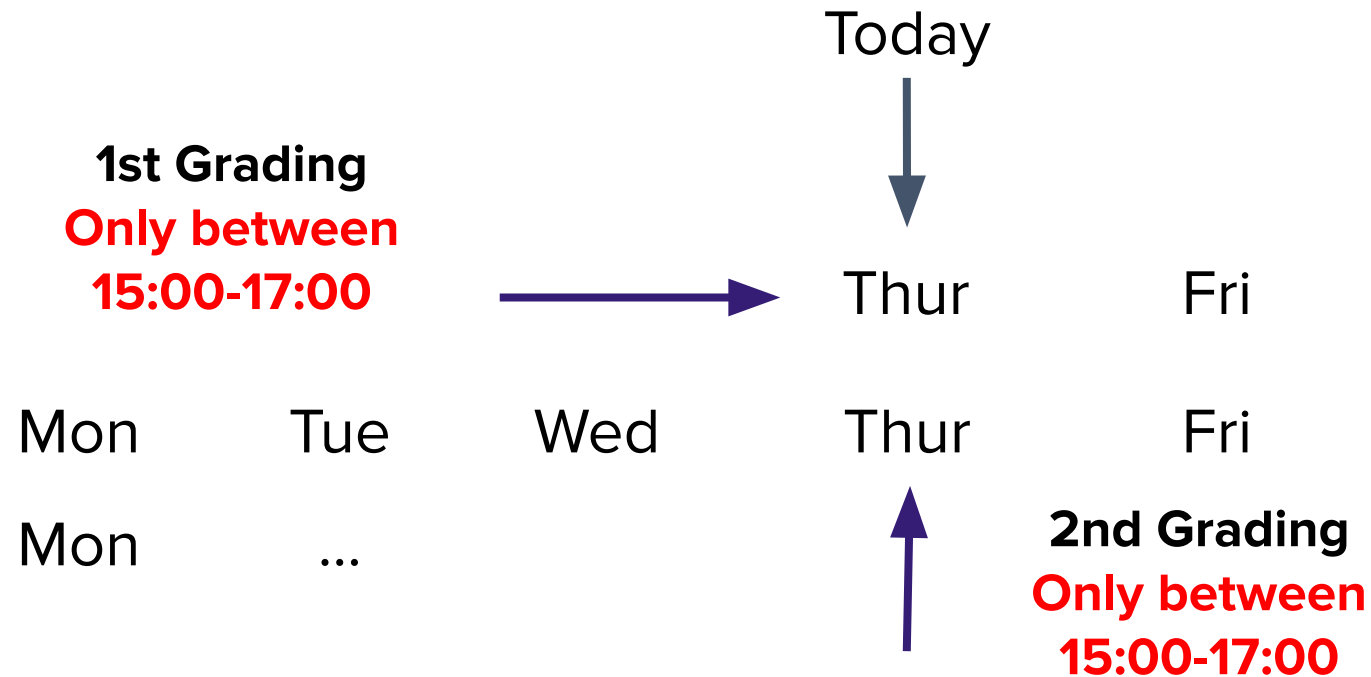 Today
1st Grading
Only between
15:00-17:00
Thur Fri
Mon Tue Wed Thur Fri
Mon ...
2nd Grading
Only between
15:00-17:00